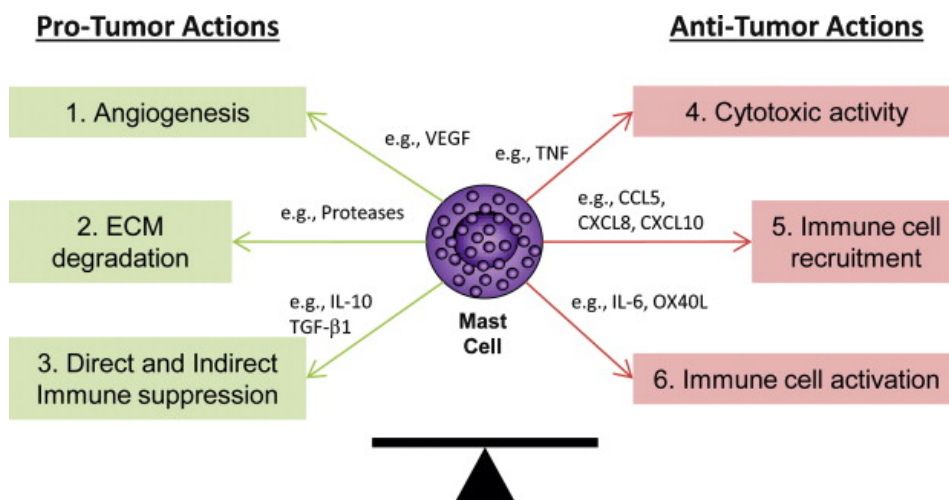 Pro-Tumor Actions
Anti-Tumor Actions
1. Angiogenesis
e.g., VEGF
2. ECM
degradation
e.g., Proteases
3. Direct and Indirect
Immune suppression
e.g., IL-10
TGF-β1
Mast
Cell
4. Cytotoxic activity
e.g., TNF
5. Immune cell
recruitment
e.g., CCL5,
CXCL8, CXCL10
6. Immune cell activation
e.g., IL-6, OX40L